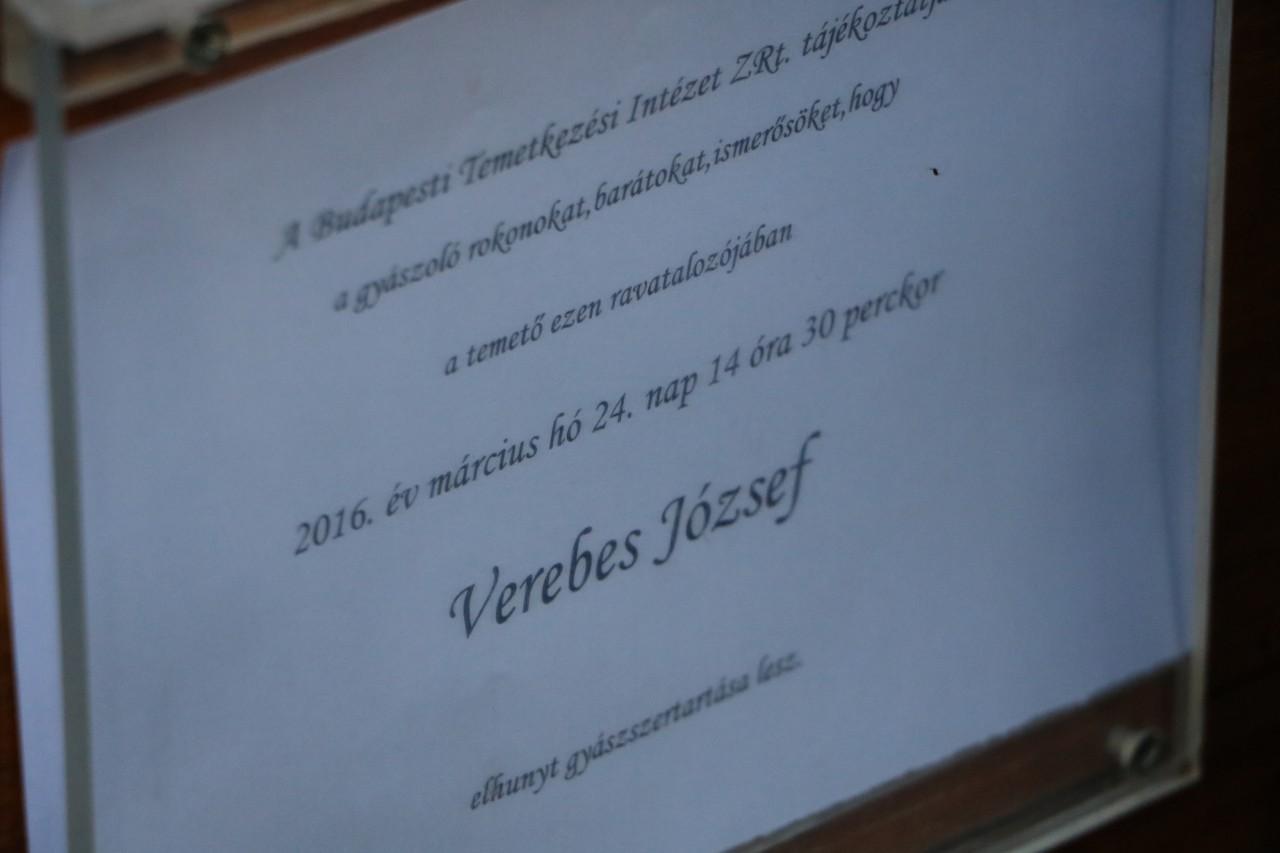 A Budapesti Temetkezési Intézet ZRt. tájékoztatja
a gyászoló rokonokat,barátokat,ismerősöket,hogy
a temető ezen ravatalozójában
2016. év március hó 24. nap 14 óra 30 perckor
Verebes József
elhunyt gyászszertartása lesz.